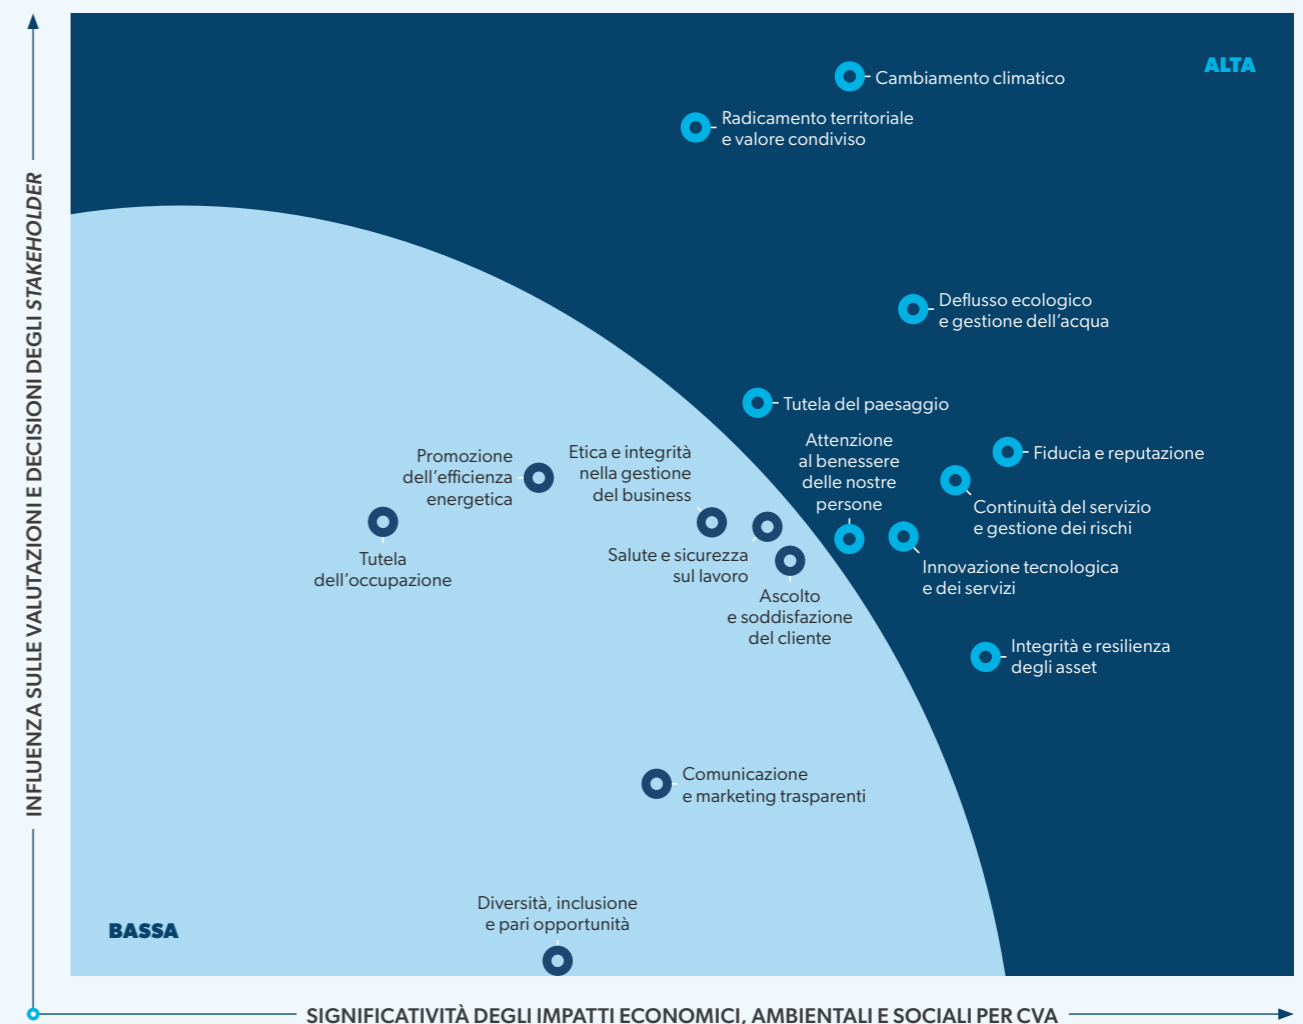 INFLUENZA SULLE VALUTAZIONI E DECISIONI DEGLI STAKEHOLDER
ALTA
Cambiamento climatico
Radicamento territoriale
e valore condiviso
Deflusso ecologico
e gestione dell'acqua
Tutela del paesaggio
Attenzione
al benessere
delle nostre
persone
Fiducia e reputazione
Continuità del servizio
e gestione dei rischi
Innovazione tecnologica
e dei servizi
Integrità e resilienza
degli asset
Promozione
dell'efficienza
energetica
Etica e integrità
nella gestione
del business
Tutela
dell'occupazione
Salute e sicurezza
sul lavoro
Ascolto
e soddisfazione
del cliente
Comunicazione
e marketing trasparenti
Diversità, inclusione
e pari opportunità
BASSA
SIGNIFICATIVITÀ DEGLI IMPATTI ECONOMICI, AMBIENTALI E SOCIALI PER CVA